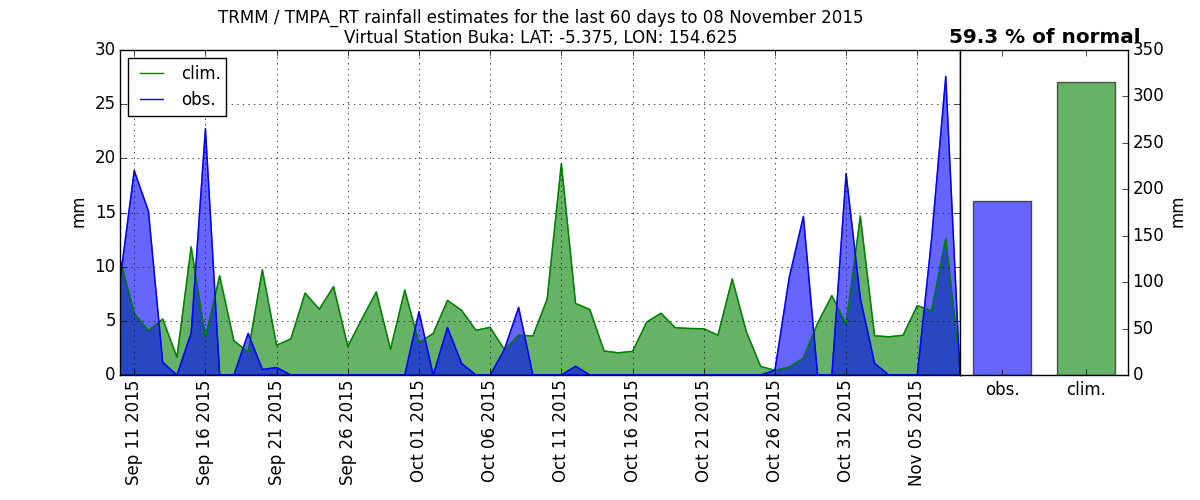 TRMM / TMPA_RT rainfall estimates for the last 60 days to 08 November 2015
Virtual Station Buka: LAT: -5.375, LON: 154.625
59.3 % of normal
clim.
obs.
mm
30
25
20
15
10
5
0
Sep 11 2015
Sep 16 2015
Sep 21 2015
Sep 26 2015
Oct 01 2015
Oct 06 2015
Oct 11 2015
Oct 16 2015
Oct 21 2015
Oct 26 2015
Oct 31 2015
Nov 05 2015
obs.
clim.
350
300
250
200
150
100
50
0
mm